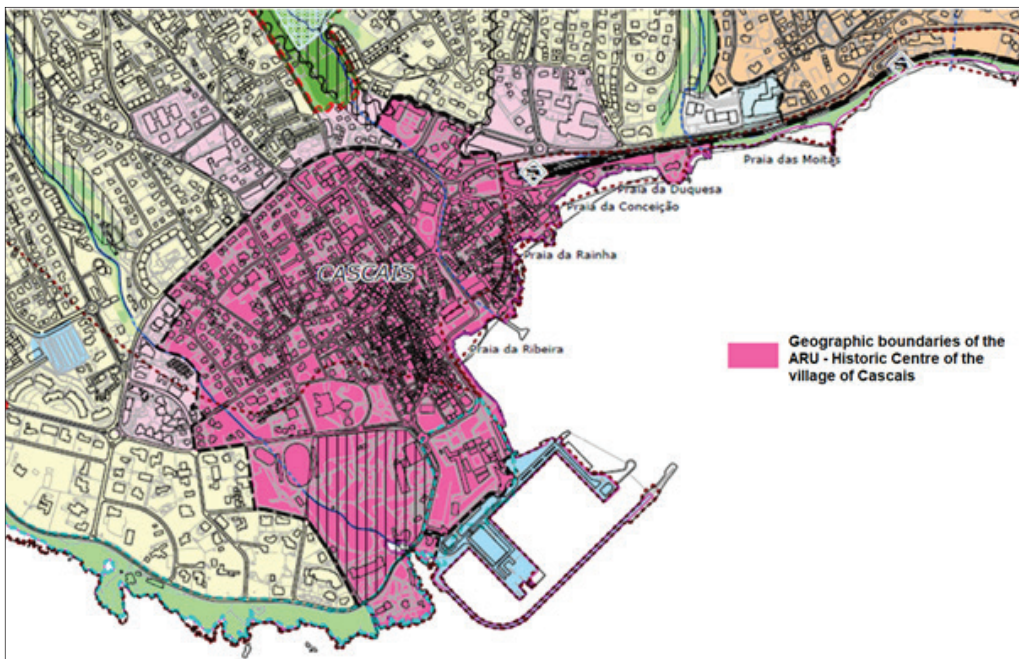 Praia das Moitas
Praia da Duquesa
Praia da Conceição
Praia da Rainha
CASCAIS
Praia da Ribeira
Geographic boundaries of the
ARU - Historic Centre of the
village of Cascais